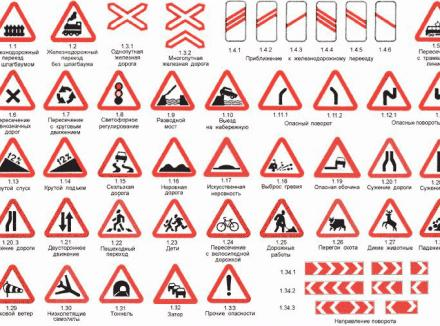 1.1 1.2 1.3.1 1.3.2 1.4.1 1.4.2 1.4.3 1.4.4 1.4.5 1.4.6
Железнодорожный
переезд
без шлагбаума
Однопутная
железная
дорога
Многопутная
железная дорога
Приближение к железнодорожному переезду
шлагбаумом
1.6 1.7 1.8 1.9 1.10 1.11.1 1.11.2
Пересечение
с круговым
движением
Светофорное
регулирование
Разводной
мост
Выезд
на набережную
Опасный поворот
Опасные
дорог
12% 12%
1.13 1.14 1.15 1.16 1.17 1.18 1.19 1.20.1
Крутой спуск
Крутой подъем
Скользкая
дорога
Неровная
дорога
Искусственная
неровность
Выброс гравия
Опасная обочина
Сужение дороги
Сужение
1.20.3 1.21 1.22 1.23 1.24 1.25 1.26 1.27
дороги
Двустороннее
движение
Пешеходный
переход
Дети
Пересечение
с велосипедной
дорожкой
Дорожные
работы
Перегон скота
Дикие животные
1.34.1
1.34.2
1.34.3
1.29 1.30 1.31 1.32 1.33
ветер
Низколетящие
самолеты
Тоннель
Затор
Прочие опасности
Направление поворота